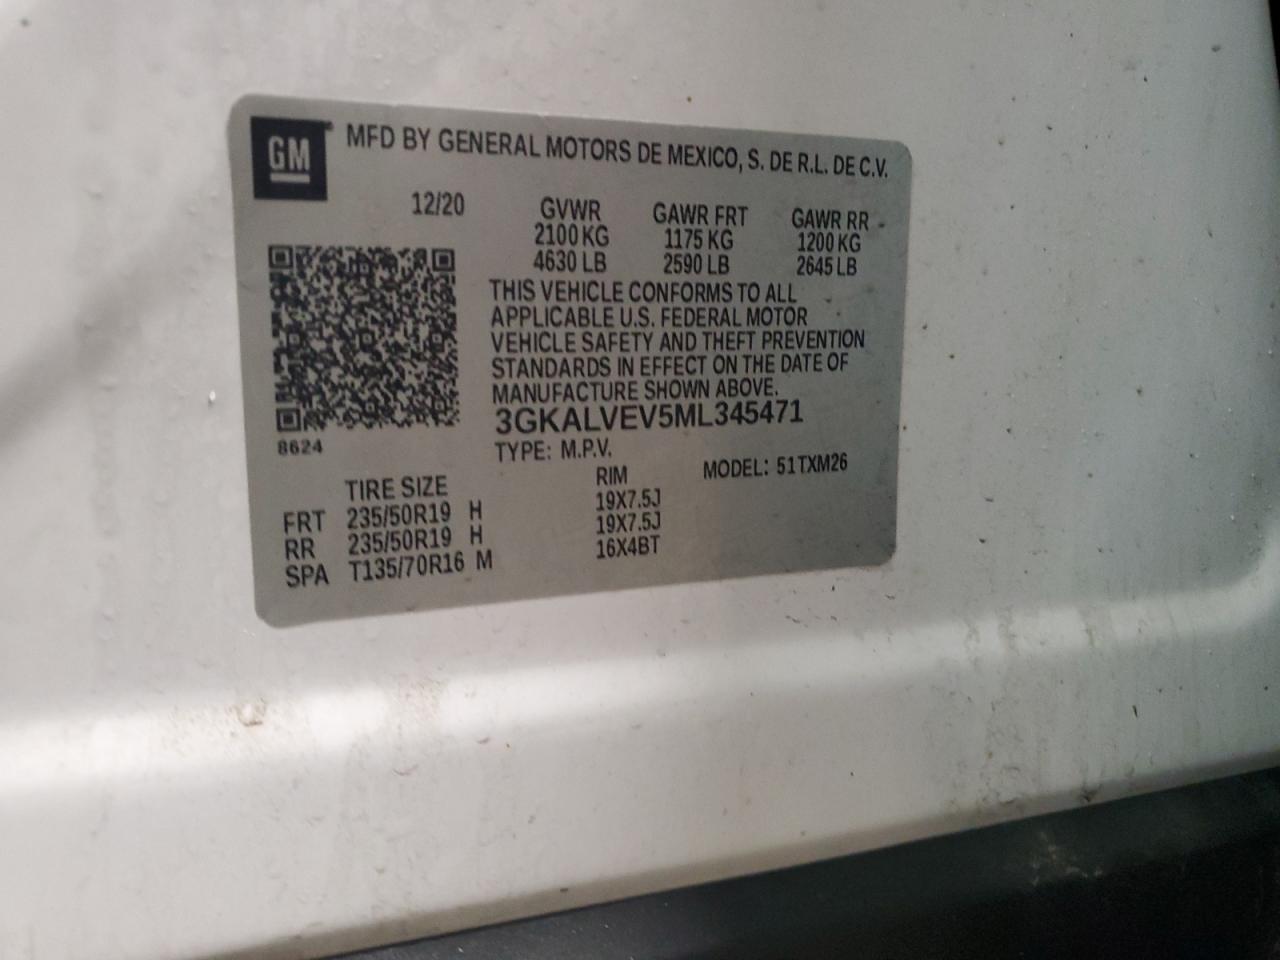 GM® MFD BY GENERAL MOTORS DE MEXICO, S. DE R.L. DE C.V.
12/20
GVWR GAWR FRT GAWR RR
2100 KG 1175 KG 1200 KG
4630 LB 2590 LB 2645 LB
THIS VEHICLE CONFORMS TO ALL
APPLICABLE U.S. FEDERAL MOTOR
VEHICLE SAFETY AND THEFT PREVENTION
STANDARDS IN EFFECT ON THE DATE OF
MANUFACTURE SHOWN ABOVE.
3GKALVEV5ML345471
8624
TYPE: M.P.V. MODEL: 51TXM26
TIRE SIZE RIM
FRT 235/50R19 H 19X7.5J
RR 235/50R19 H 19X7.5J
SPA T135/70R16 M 16X4BT